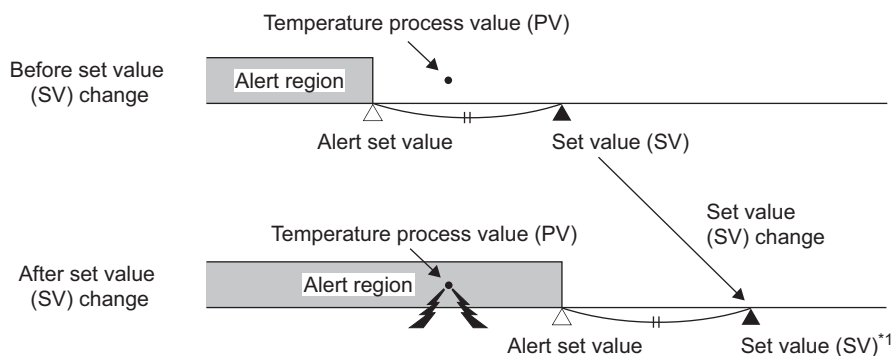 Temperature process value (PV)
Before set value
(SV) change
Alert region
Alert set value
Set value (SV)
Set value
(SV) change
Temperature process value (PV)
After set value
(SV) change
Alert region
Alert set value
Set value (SV)*1